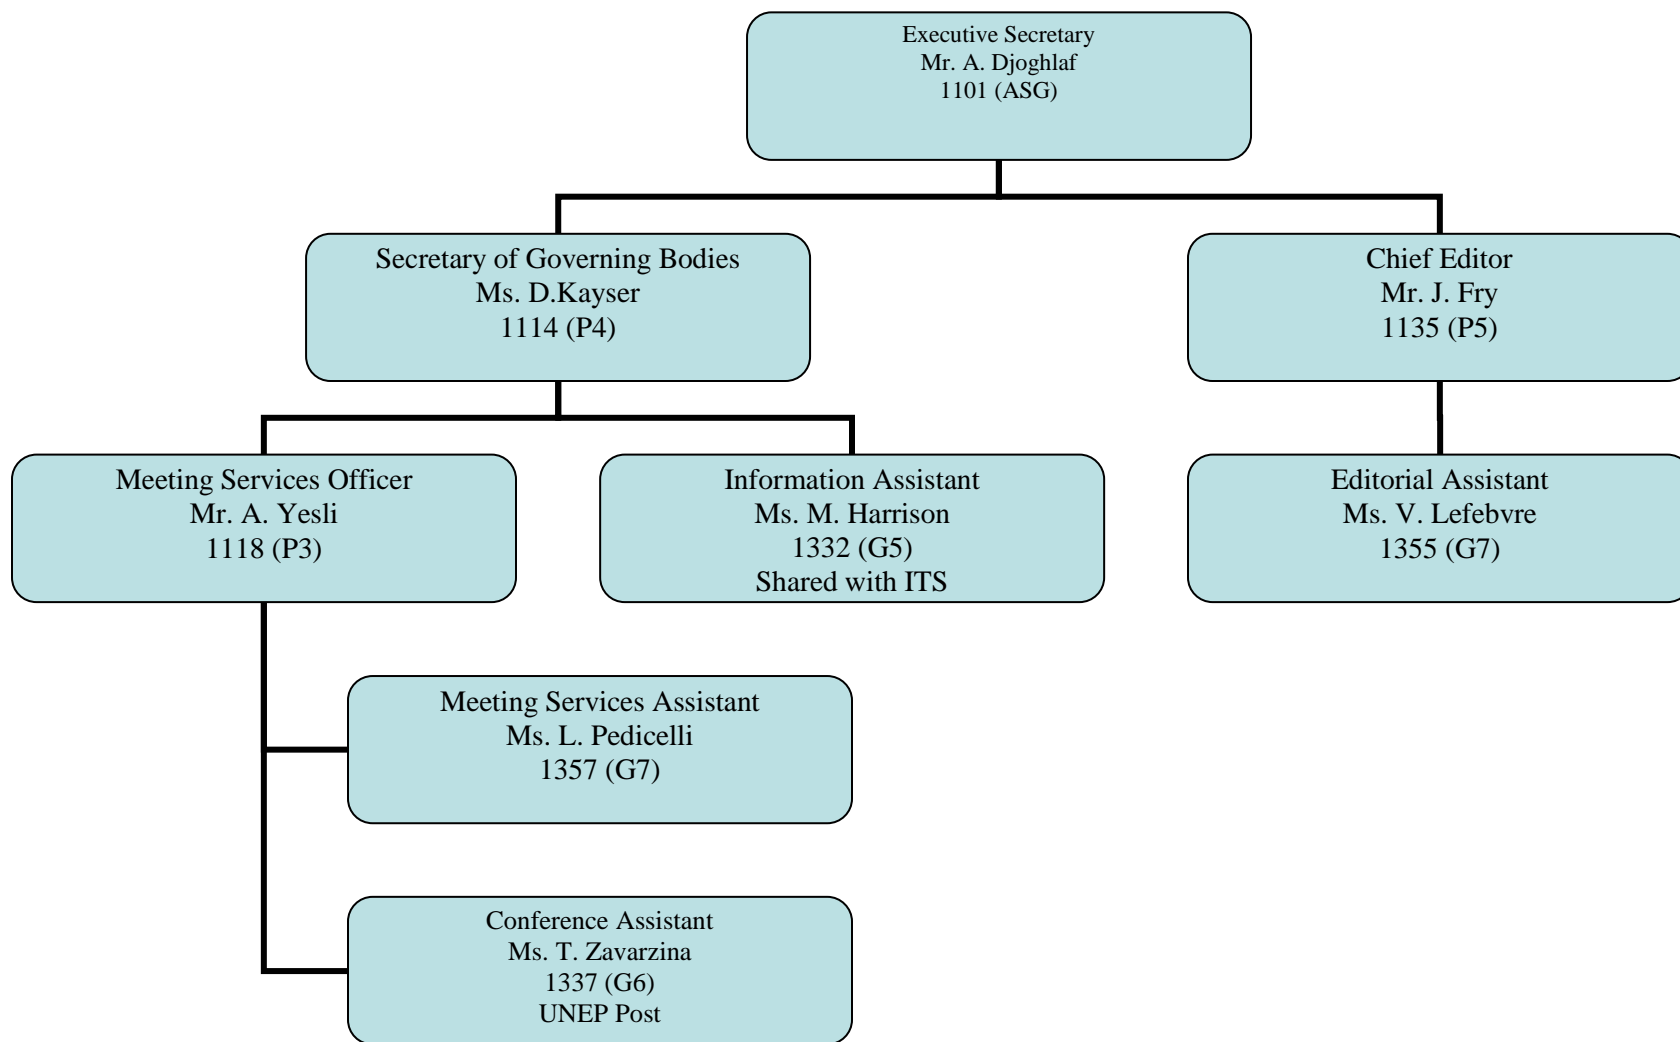 Executive Secretary
Mr. A. Djoghlaf
1101 (ASG)
Secretary of Governing Bodies
Ms. D.Kayser
1114 (P4)
Chief Editor
Mr. J. Fry
1135 (P5)
Meeting Services Officer
Mr. A. Yesli
1118 (P3)
Information Assistant
Ms. M. Harrison
1332 (G5)
Shared with ITS
Editorial Assistant
Ms. V. Lefebvre
1355 (G7)
Meeting Services Assistant
Ms. L. Pedicelli
1357 (G7)
Conference Assistant
Ms. T. Zavarzina
1337 (G6)
UNEP Post